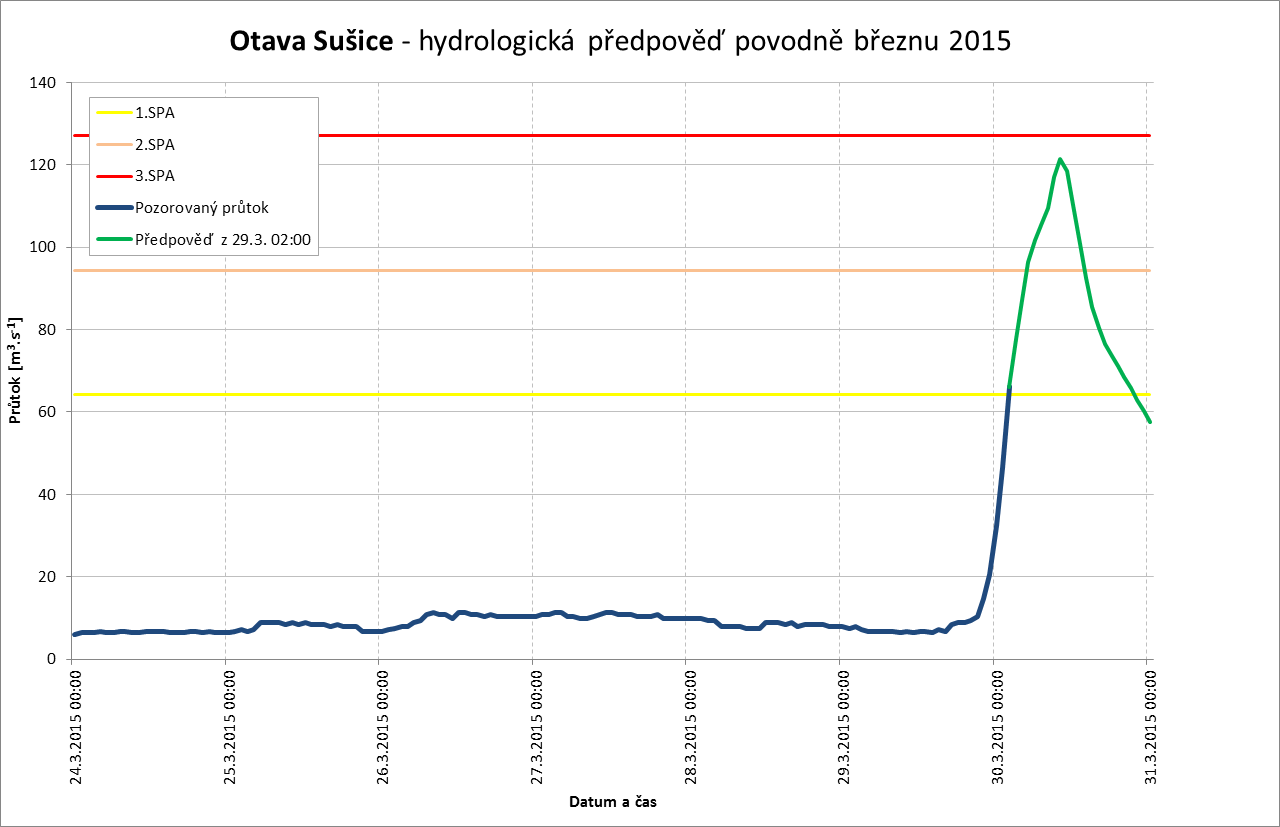 Otava Sušice - hydrologická předpověď povodně březnu 2015
140
120
100
80
60
40
20
0
1.SPA
2.SPA
3.SPA
Pozorovaný průtok
Předpověď z 29.3. 02:00
Průtok [m³.s⁻¹]
24.3.2015 00:00
25.3.2015 00:00
26.3.2015 00:00
27.3.2015 00:00
28.3.2015 00:00
29.3.2015 00:00
30.3.2015 00:00
31.3.2015 00:00
Datum a čas